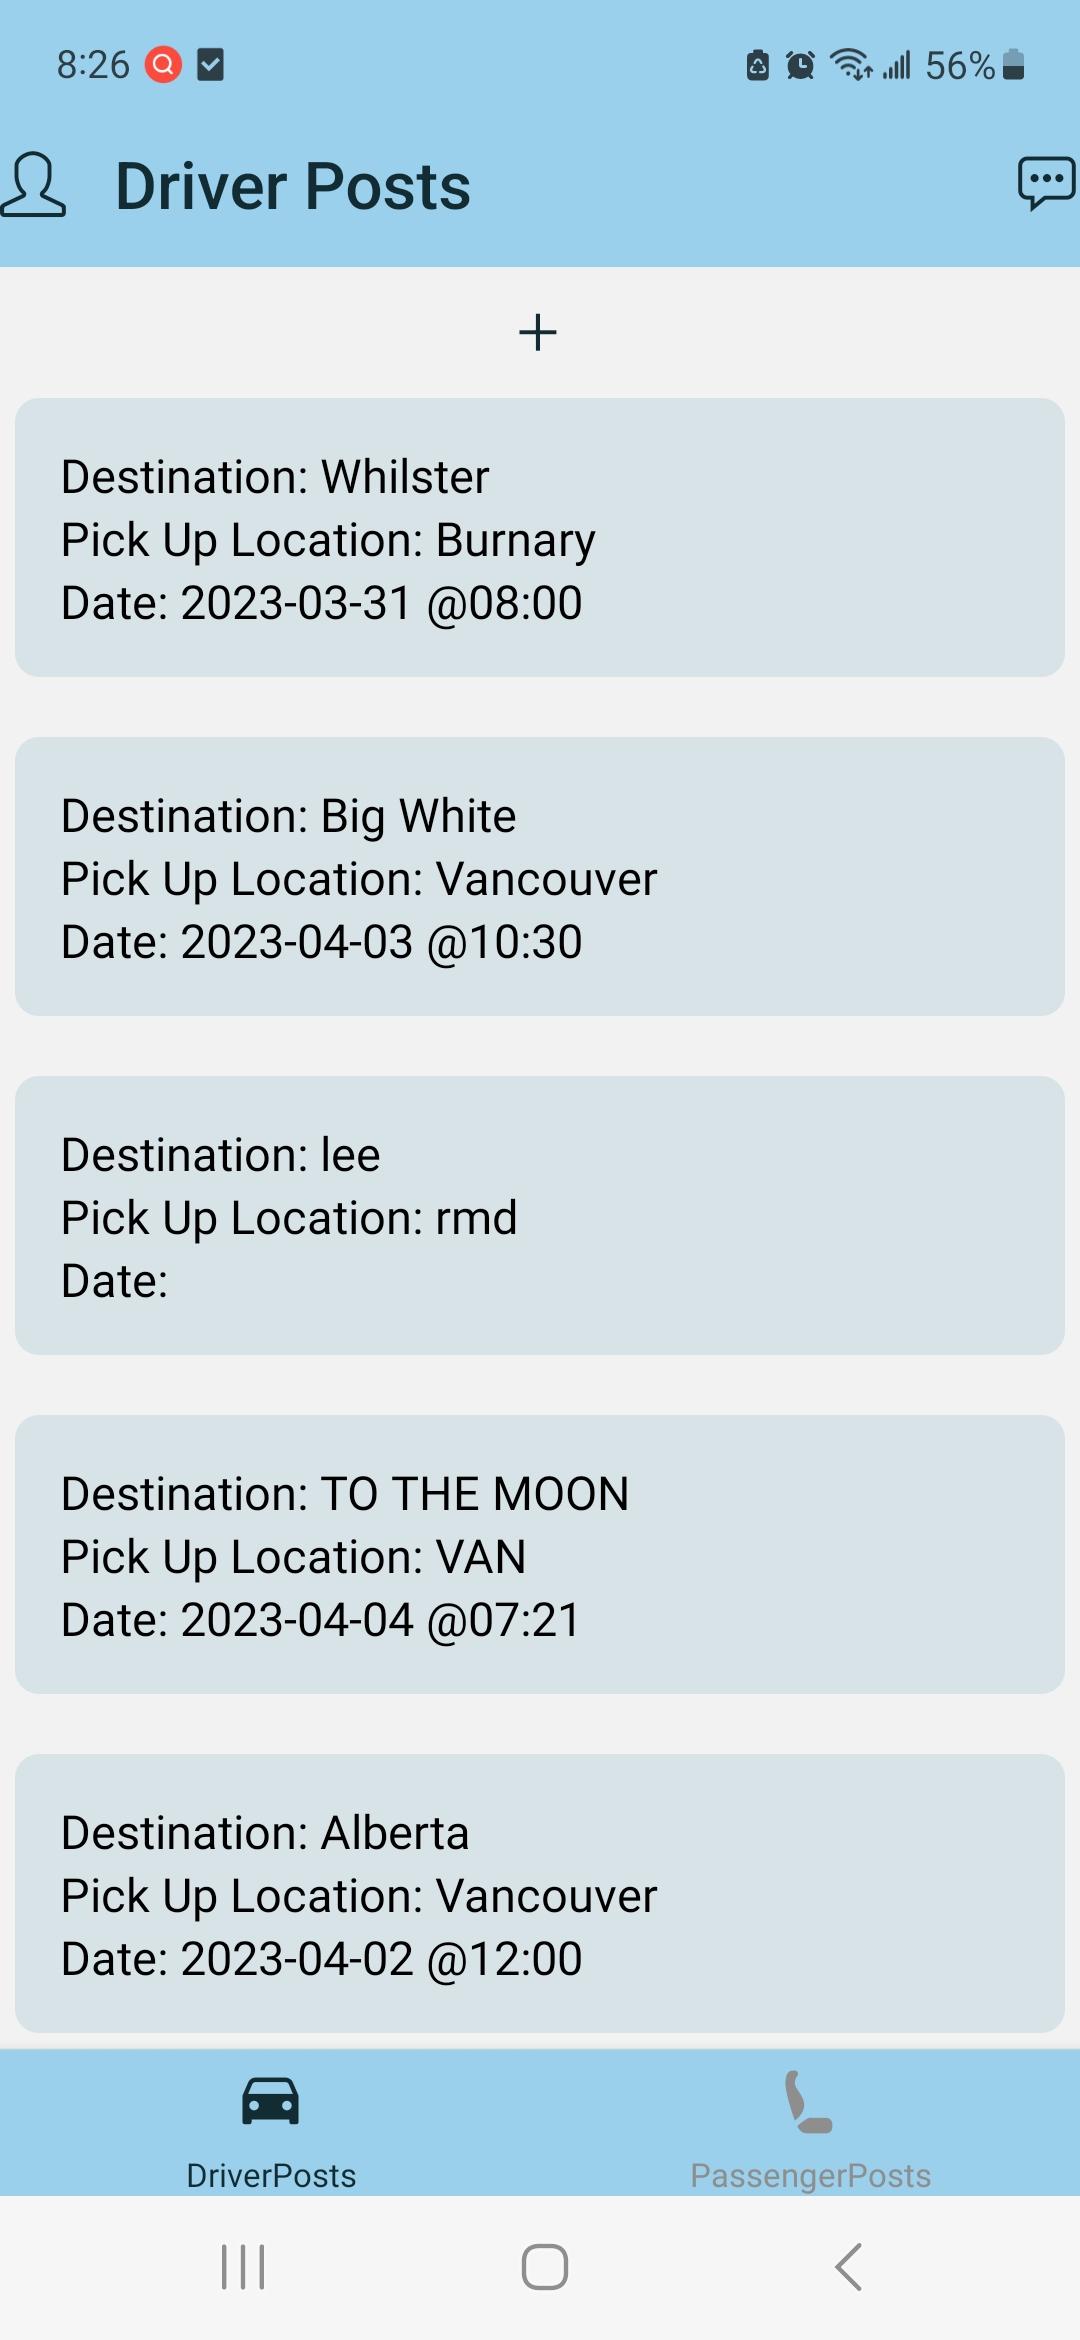 8:26
56%
Driver Posts
+
Destination: Whilster
Pick Up Location: Burnary
Date: 2023-03-31 @08:00
Destination: Big White
Pick Up Location: Vancouver
Date: 2023-04-03 @10:30
Destination: lee
Pick Up Location: rmd
Date:
Destination: TO THE MOON
Pick Up Location: VAN
Date: 2023-04-04 @07:21
Destination: Alberta
Pick Up Location: Vancouver
Date: 2023-04-02 @12:00
DriverPosts
PassengerPosts